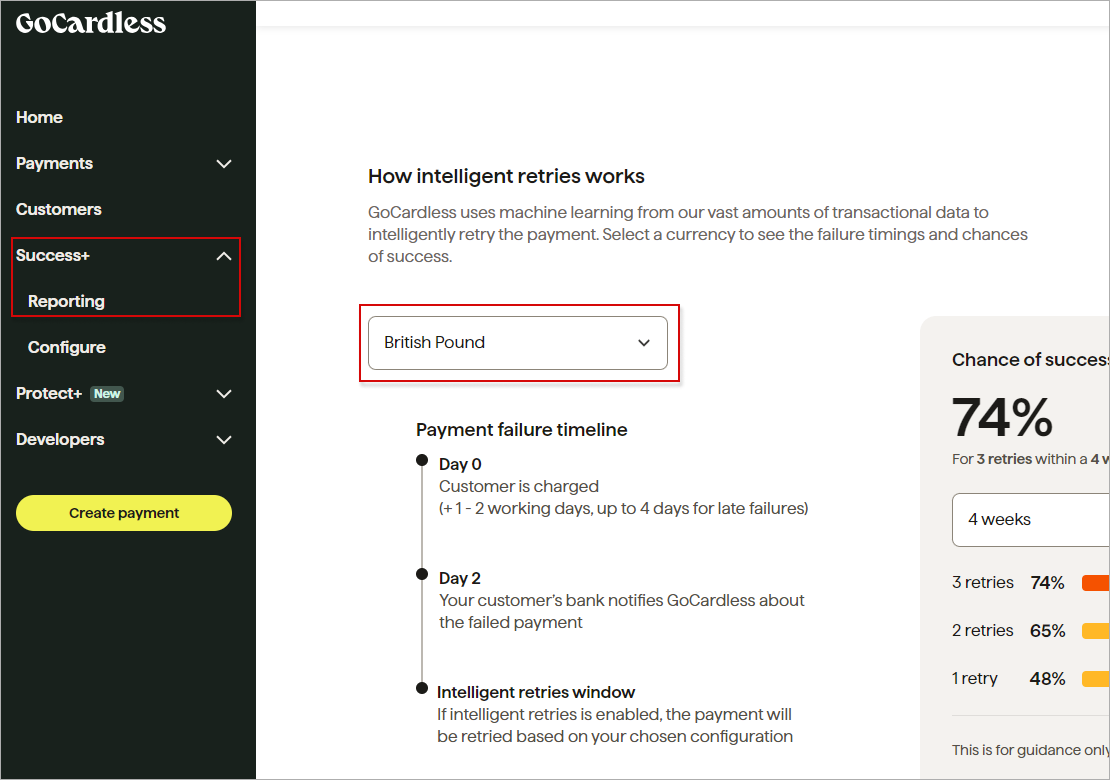 GoCardless
Home
Payments
Customers
Success+
Reporting
Configure
Protect+ New
Developers
Create payment
How intelligent retries works
GoCardless uses machine learning from our vast amounts of transactional data to
intelligently retry the payment. Select a currency to see the failure timings and chances
of success.
British Pound
Payment failure timeline
Day 0
Customer is charged
(+ 1 - 2 working days, up to 4 days for late failures)
Day 2
Your customer's bank notifies GoCardless about
the failed payment
Intelligent retries window
If intelligent retries is enabled, the payment will
be retried based on your chosen configuration
Chance of success
74%
For 3 retries within a 4 w
4 weeks
3 retries 74%
2 retries 65%
1 retry 48%
This is for guidance only